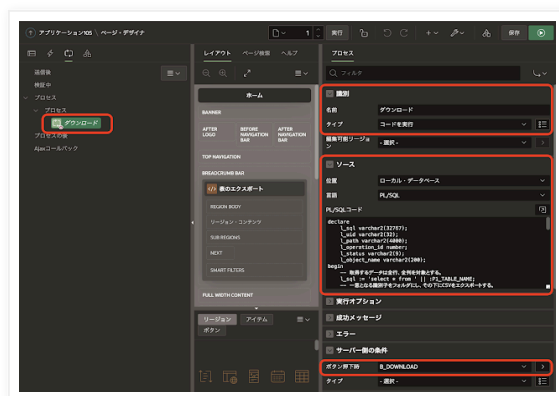 アプリケーション105 \ ページ・デザイナ
1
実行
保存
送信後
検証中
プロセス
プロセス
ダウンロード
プロセスの後
Ajaxコールバック
レイアウト
ページ検索
ヘルプ
ホーム
BANNER
AFTER LOGO
BEFORE NAVIGATION BAR
AFTER NAVIGATION BAR
TOP NAVIGATION
BREADCRUMB BAR
</> 表のエクスポート
REGION BODY
リージョン・コンテンツ
SUB REGIONS
NEXT
SMART FILTERS
FULL WIDTH CONTENT
リージョン
アイテム
ボタン
プロセス
フィルタ
識別
名前 ダウンロード
タイプ コードを実行
編集可能リージョン - 選択 -
ソース
位置 ローカル・データベース
言語 PL/SQL
PL/SQLコード
declare
l_sql varchar2(32767);
l_uid varchar2(32);
l_path varchar2(4000);
l_operation_id number;
l_status varchar2(9);
l_object_name varchar2(200);
begin
-- 取得するデータは全行、全列を対象とする。
l_sql := 'select * from ' || :P1_TABLE_NAME;
-- 一意となる識別子をフォルダにし、その下にCSVをエクスポートする。
実行オプション
成功メッセージ
エラー
サーバー側の条件
ボタン押下時 B_DOWNLOAD
タイプ - 選択 -